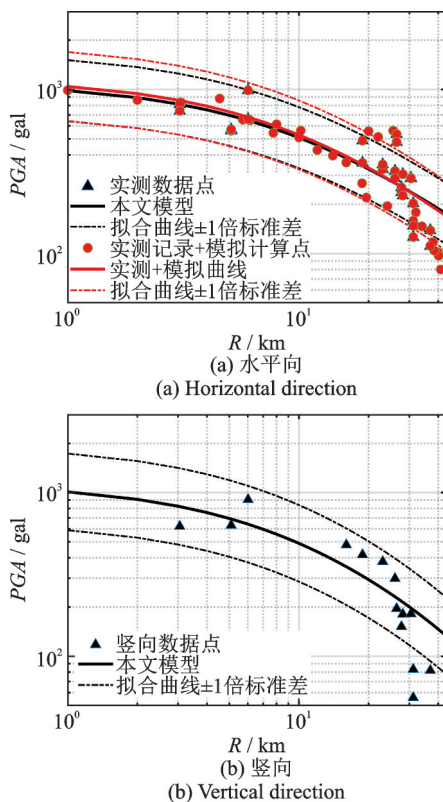 10³
10²
PGA / gal
实测数据点
本文模型
拟合曲线±1倍标准差
实测记录+模拟计算点
实测+模拟曲线
拟合曲线±1倍标准差
10⁰
10¹
R / km
(a) 水平向
(a) Horizontal direction
10³
10²
PGA / gal
竖向数据点
本文模型
拟合曲线±1倍标准差
10⁰
10¹
R / km
(b) 竖向
(b) Vertical direction